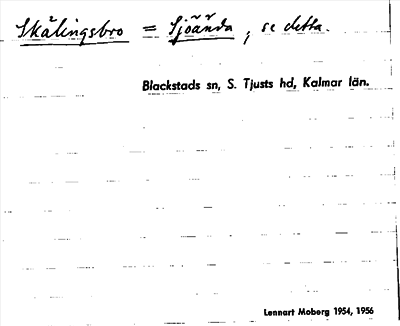 Skålingsbro = Sjöända, se detta.
Blackstads sn, S. Tjusts hd, Kalmar län.
Lennart Moberg 1954, 1956